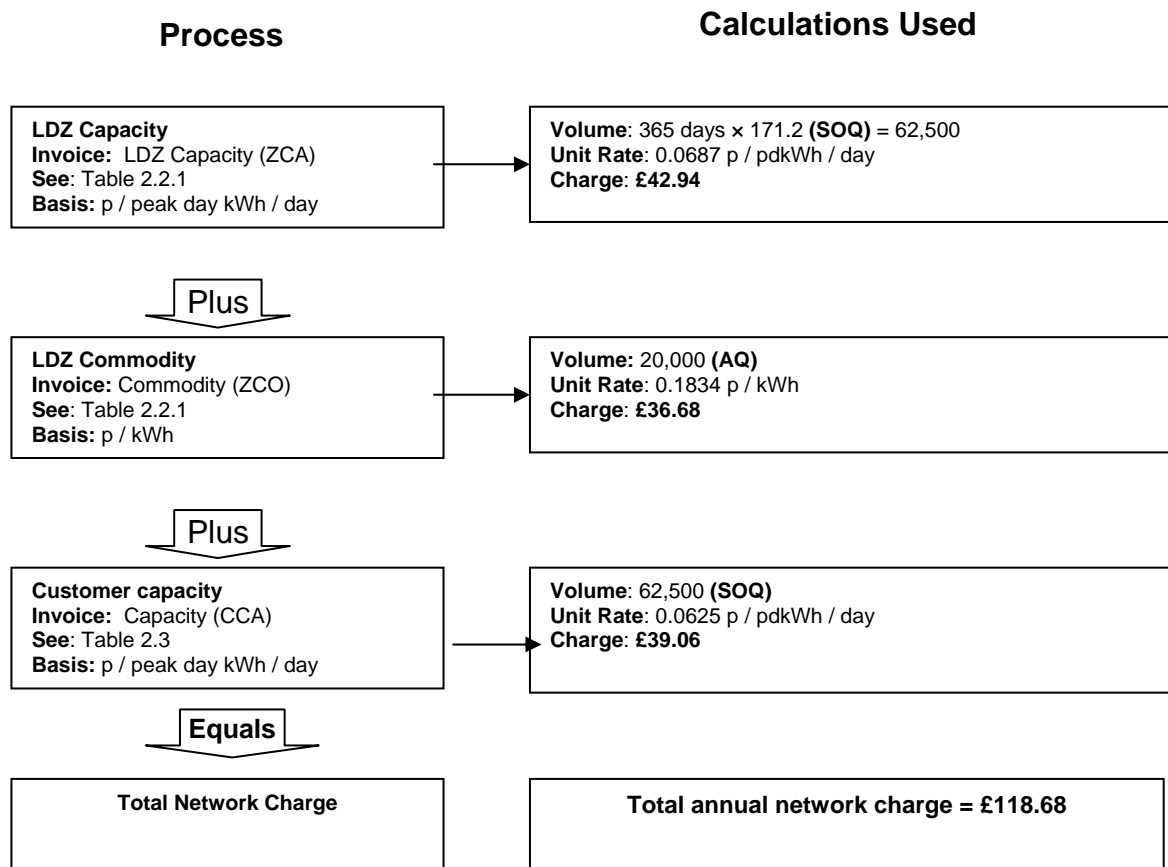 Process
Calculations Used
LDZ Capacity
Invoice: LDZ Capacity (ZCA)
See: Table 2.2.1
Basis: p / peak day kWh / day
Volume: 365 days × 171.2 (SOQ) = 62,500
Unit Rate: 0.0687 p / pdkWh / day
Charge: £42.94
Plus
LDZ Commodity
Invoice: Commodity (ZCO)
See: Table 2.2.1
Basis: p / kWh
Volume: 20,000 (AQ)
Unit Rate: 0.1834 p / kWh
Charge: £36.68
Plus
Customer capacity
Invoice: Capacity (CCA)
See: Table 2.3
Basis: p / peak day kWh / day
Volume: 62,500 (SOQ)
Unit Rate: 0.0625 p / pdkWh / day
Charge: £39.06
Equals
Total Network Charge
Total annual network charge = £118.68